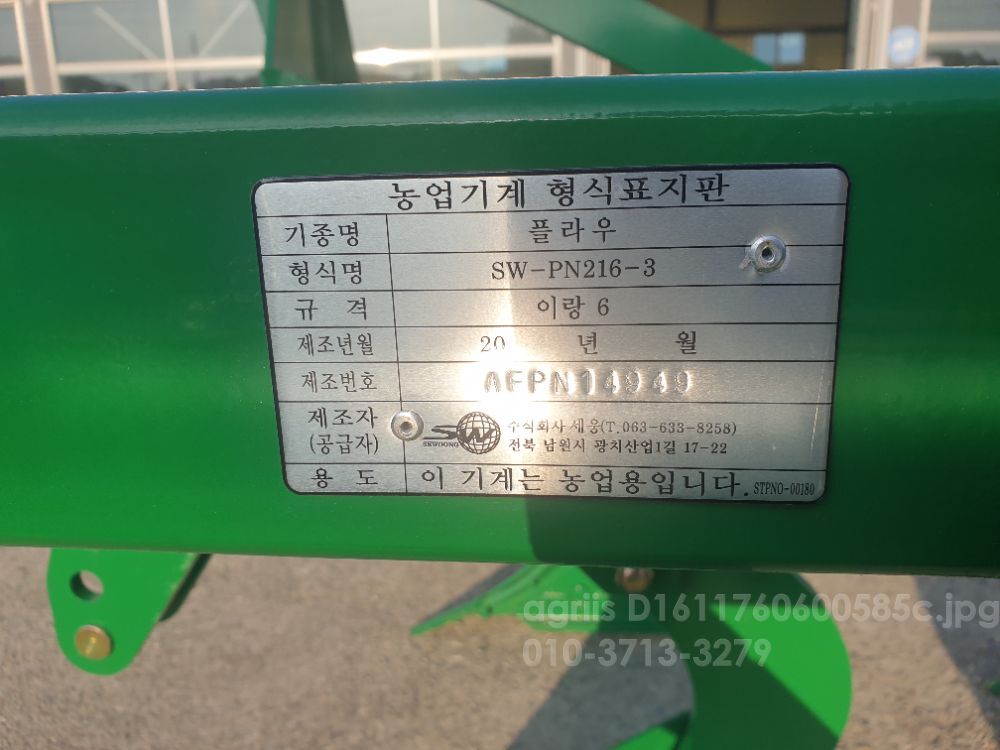 농업기계 형식표지판
기종명 플라우
형식명 SW-PN216-3
규 격 이랑 6
제조년월 20 년 월
제조번호 AFPN14949
제조자 주식회사 세웅(T.063-633-8258)
(공급자) SW SEWOONG 전북 남원시 광치산업1길 17-22
용 도 이 기계는 농업용입니다. STPNO-00180
agriis D1611760600585c.jpg
010-3713-3279